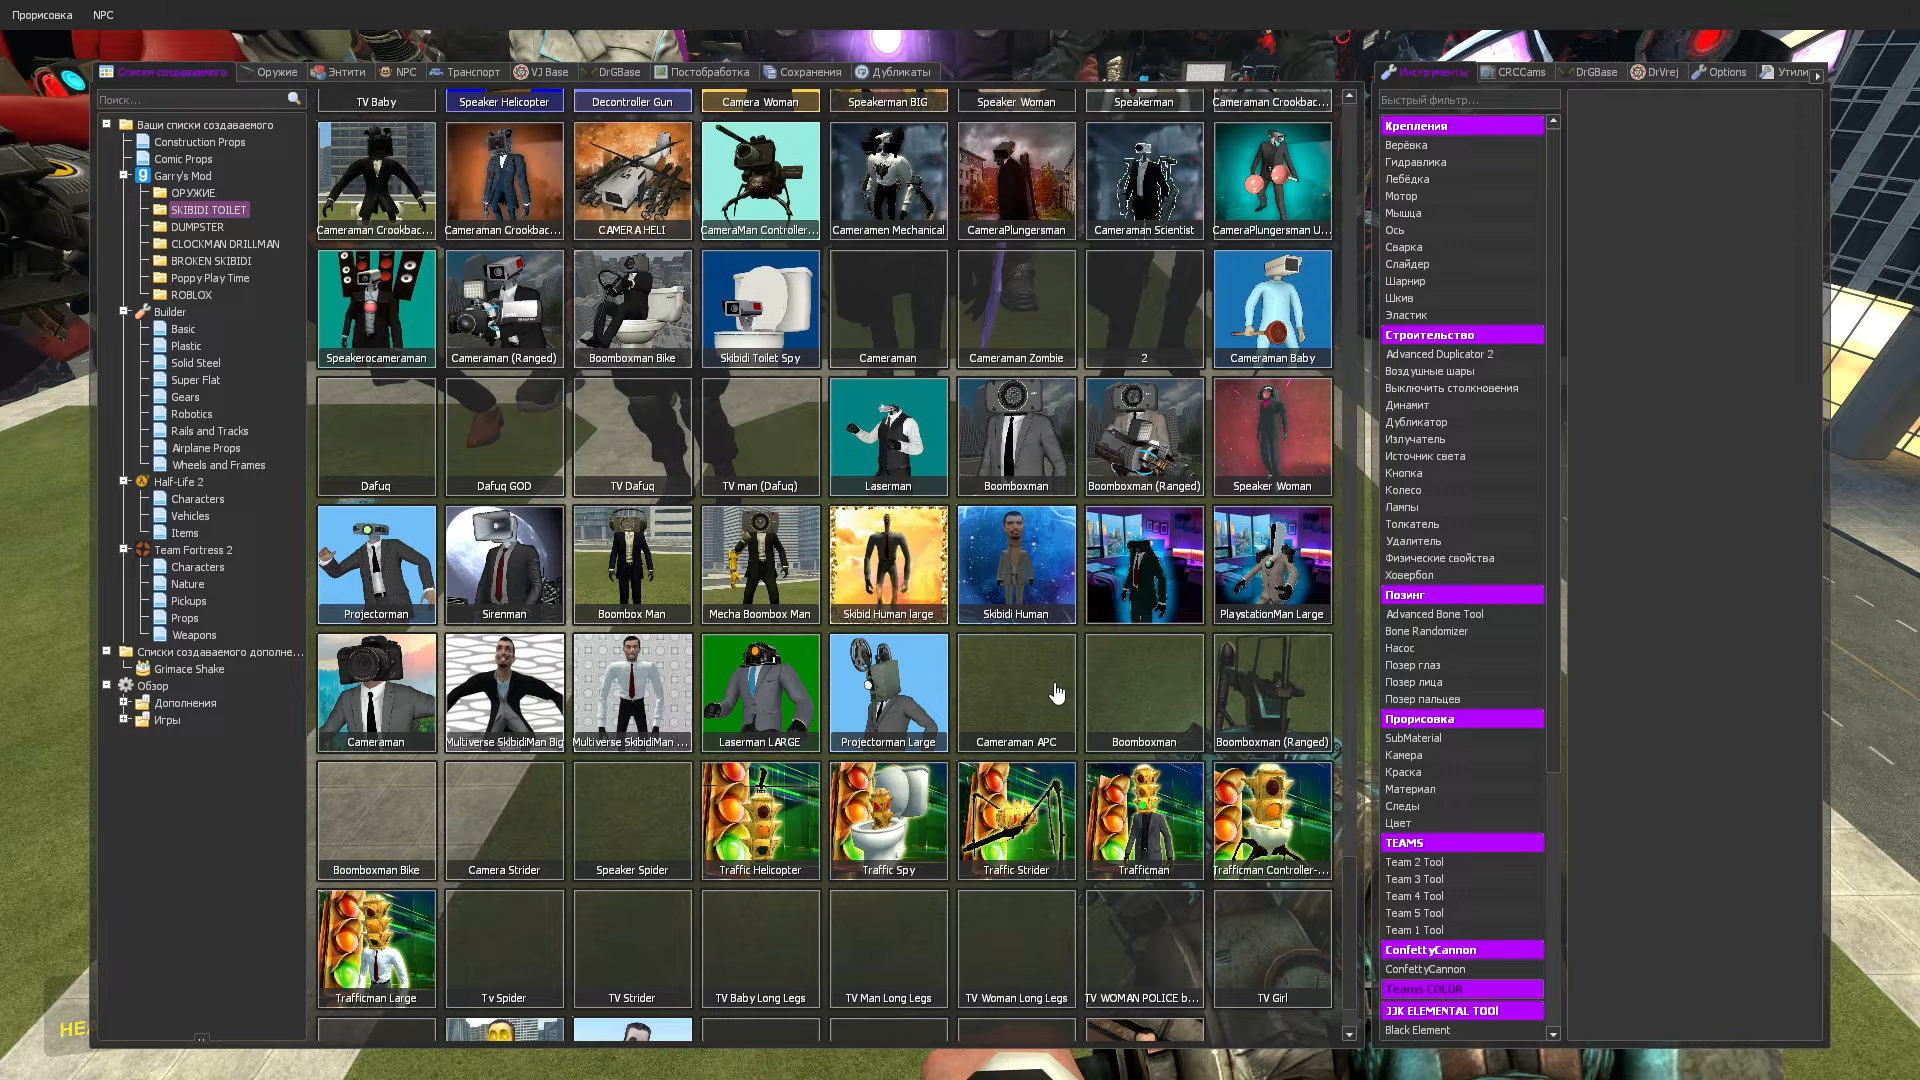 Прорисовка NPC
Списки создаваемого Оружие Энтити NPC Транспорт VJ Base DrGBase Постобработка Сохранения Дубликаты
Поиск...
Ваши списки создаваемого
Construction Props
Comic Props
Garry's Mod
ОРУЖИЕ
SKIBIDI TOILET
DUMPSTER
CLOCKMAN DRILLMAN
BROKEN SKIBIDI
Poppy Play Time
ROBLOX
Builder
Basic
Plastic
Solid Steel
Super Flat
Gears
Robotics
Rails and Tracks
Airplane Props
Wheels and Frames
Half-Life 2
Characters
Vehicles
Items
Team Fortress 2
Characters
Nature
Pickups
Props
Weapons
Списки создаваемого дополне...
Grimace Shake
Обзор
Дополнения
Игры
TV Baby Speaker Helicopter Decontroller Gun Camera Woman Speakerman BIG Speaker Woman Speakerman Cameraman Crookbac...
Cameraman Crookbac... Cameraman Crookbac... CAMERA HELI CameraMan Controller... Cameramen Mechanical CameraPlungersman Cameraman Scientist CameraPlungersman U...
Speakerocameraman Cameraman (Ranged) Boomboxman Bike Skibidi Toilet Spy Cameraman Cameraman Zombie 2 Cameraman Baby
Dafuq Dafuq GOD TV Dafuq TV man (Dafuq) Laserman Boomboxman Boomboxman (Ranged) Speaker Woman
Projectorman Sirenman Boombox Man Mecha Boombox Man Skibid Human large Skibidi Human PlaystationMan Large
Cameraman Multiverse SkibidiMan Big Multiverse SkibidiMan ... Laserman LARGE Projectorman Large Cameraman APC Boomboxman Boomboxman (Ranged)
Boomboxman Bike Camera Strider Speaker Spider Traffic Helicopter Traffic Spy Traffic Strider Trafficman Trafficman Controller-...
Trafficman Large Tv Spider TV Strider TV Baby Long Legs TV Man Long Legs TV Woman Long Legs TV WOMAN POLICE b... TV Girl
Инструменты CRCCams DrGBase DrVrej Options Утили
Быстрый фильтр...
Крепления
Верёвка
Гидравлика
Лебёдка
Мотор
Мышца
Ось
Сварка
Слайдер
Шарнир
Шкив
Эластик
Строительство
Advanced Duplicator 2
Воздушные шары
Выключить столкновения
Динамит
Дубликатор
Излучатель
Источник света
Кнопка
Колесо
Лампы
Толкатель
Удалитель
Физические свойства
Ховербол
Позинг
Advanced Bone Tool
Bone Randomizer
Насос
Позер глаз
Позер лица
Позер пальцев
Прорисовка
SubMaterial
Камера
Краска
Материал
Следы
Цвет
TEAMS
Team 2 Tool
Team 3 Tool
Team 4 Tool
Team 5 Tool
Team 1 Tool
ConfettyCannon
ConfettyCannon
Teams COLOR
JJK ELEMENTAL TOOl
Black Element
HE